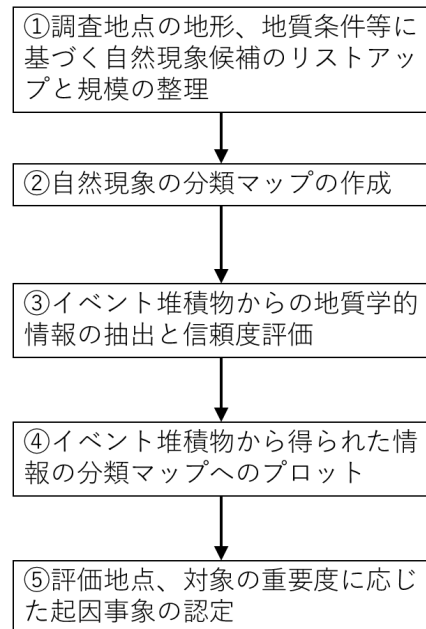 ①調査地点の地形、地質条件等に
基づく自然現象候補のリストアッ
プと規模の整理
②自然現象の分類マップの作成
③イベント堆積物からの地質学的
情報の抽出と信頼度評価
④イベント堆積物から得られた情
報の分類マップへのプロット
⑤評価地点、対象の重要度に応じ
た起因事象の認定